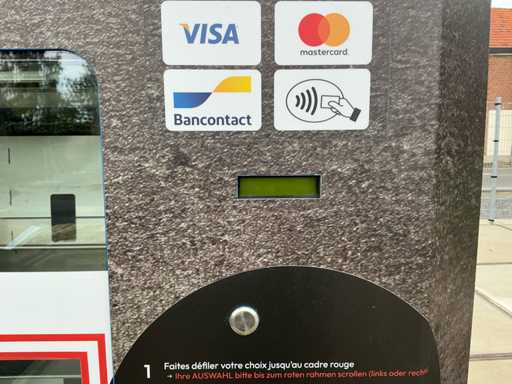 VISA
mastercard.
Bancontact
1 Faites défiler votre choix jusqu'au cadre rouge
→ Ihre AUSWAHL bitte bis zum roten rahmen scrollen (links oder rechts)